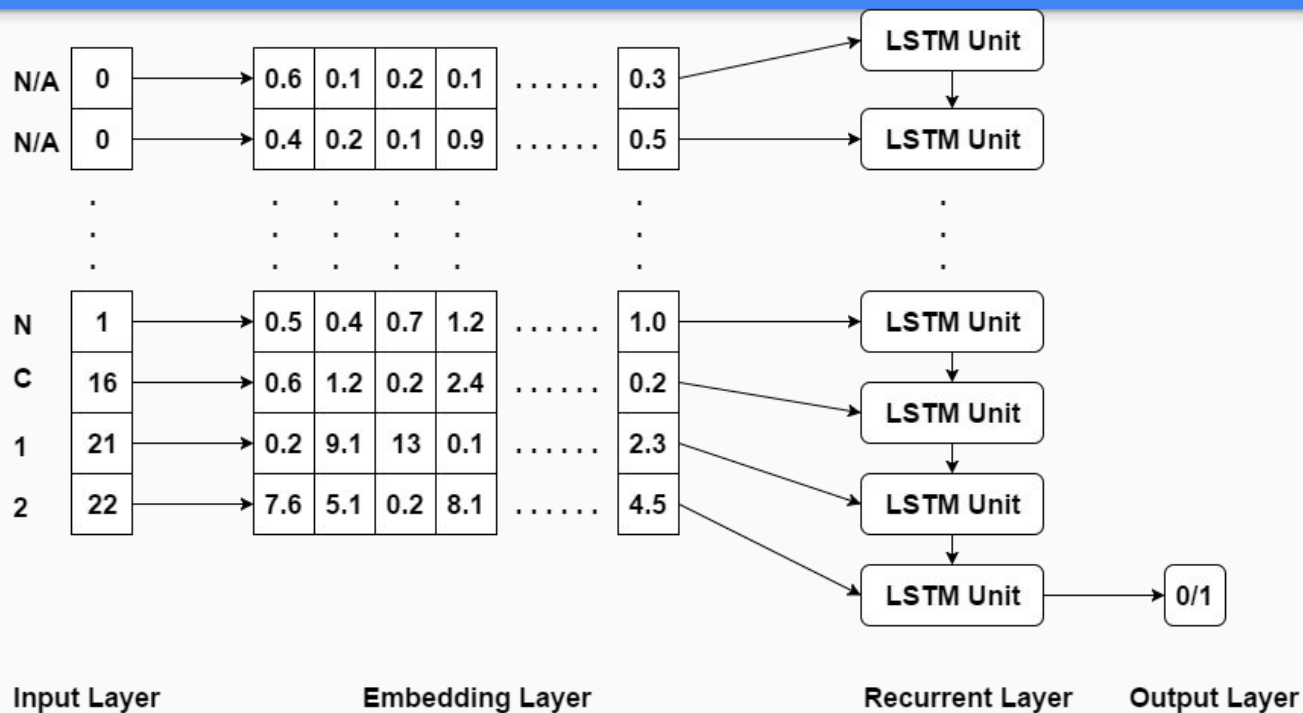 LSTM Unit
N/A 0 0.6 0.1 0.2 0.1 ...... 0.3
N/A 0 0.4 0.2 0.1 0.9 ...... 0.5 LSTM Unit
. . . . . . .
. . . . . . .
. . . . . . .
N 1 0.5 0.4 0.7 1.2 ...... 1.0 LSTM Unit
C 16 0.6 1.2 0.2 2.4 ...... 0.2 LSTM Unit
1 21 0.2 9.1 13 0.1 ...... 2.3
2 22 7.6 5.1 0.2 8.1 ...... 4.5 LSTM Unit
LSTM Unit 0/1
Input Layer Embedding Layer Recurrent Layer Output Layer